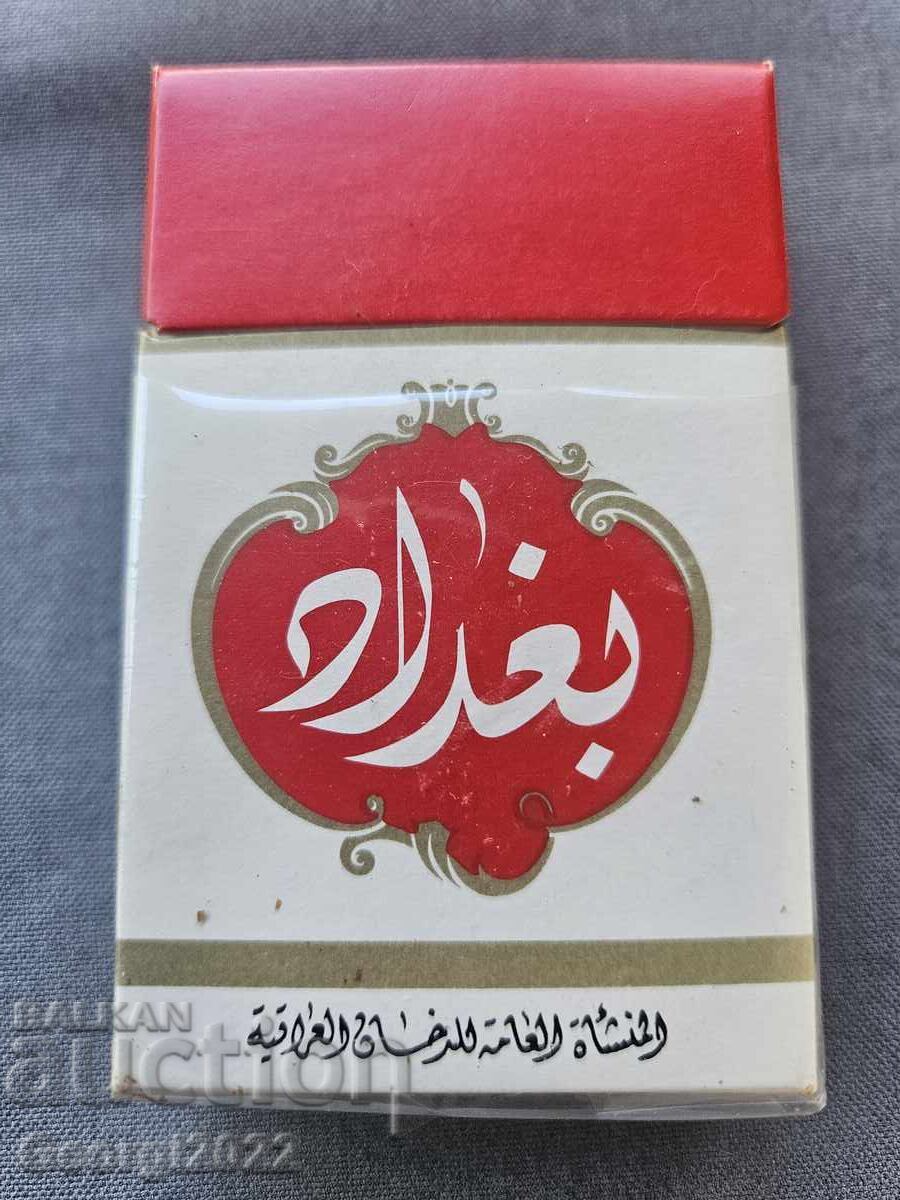 بغداد
المنشأة العامة للدخان العراقية
BALKAN
auction
Georgi2022